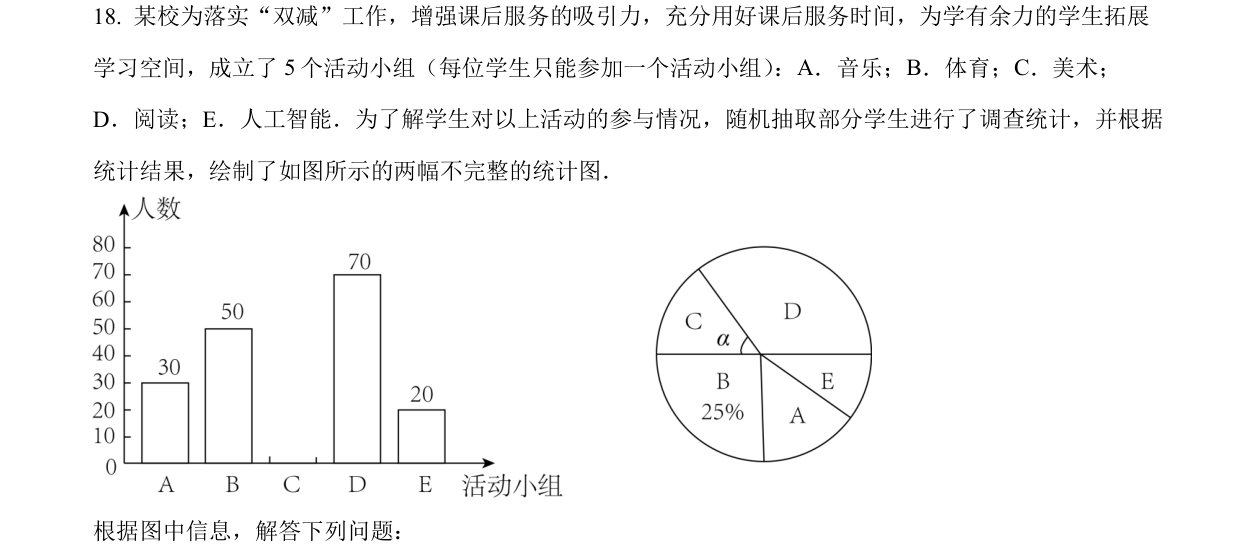 18. 某校为落实“双减”工作，增强课后服务的吸引力，充分用好课后服务时间，为学有余力的学生拓展
学习空间，成立了 5 个活动小组（每位学生只能参加一个活动小组）：A．音乐；B．体育；C．美术；
D．阅读；E．人工智能．为了解学生对以上活动的参与情况，随机抽取部分学生进行了调查统计，并根据
统计结果，绘制了如图所示的两幅不完整的统计图．
人数
80
70
60
50
40
30
20
10
0
30
50
70
20
A B C D E 活动小组
D
C
α
B
25%
E
A
根据图中信息，解答下列问题：